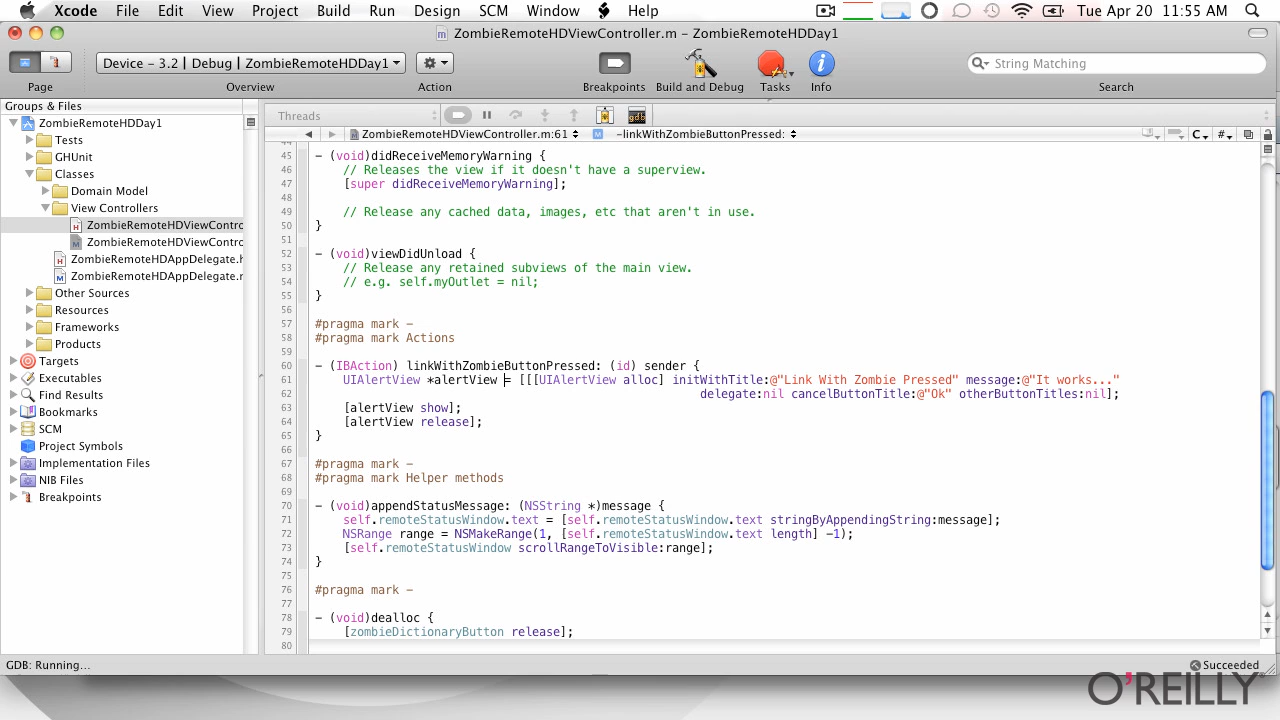 Xcode File Edit View Project Build Run Design SCM Window Help Tue Apr 20 11:55 AM
ZombieRemoteHDViewController.m – ZombieRemoteHDDay1
Device – 3.2 | Debug | ZombieRemoteHDDay1
String Matching
Page Overview Action Breakpoints Build and Debug Tasks Info Search
Groups & Files
Threads
gdb
ZombieRemoteHDViewController.m:61 M -linkWithZombieButtonPressed: C #
ZombieRemoteHDDay1
Tests
GHUnit
Classes
Domain Model
View Controllers
ZombieRemoteHDViewContro
ZombieRemoteHDViewContro
ZombieRemoteHDAppDelegate.h
ZombieRemoteHDAppDelegate.m
Other Sources
Resources
Frameworks
Products
Targets
Executables
Find Results
Bookmarks
SCM
Project Symbols
Implementation Files
NIB Files
Breakpoints
45 - (void)didReceiveMemoryWarning {
46 // Releases the view if it doesn't have a superview.
47 [super didReceiveMemoryWarning];
48
49 // Release any cached data, images, etc that aren't in use.
50 }
51
52 - (void)viewDidUnload {
53 // Release any retained subviews of the main view.
54 // e.g. self.myOutlet = nil;
55 }
56
57 #pragma mark -
58 #pragma mark Actions
59
60 - (IBAction) linkWithZombieButtonPressed: (id) sender {
61 UIAlertView *alertView = [[[UIAlertView alloc] initWithTitle:@"Link With Zombie Pressed" message:@"It works..."
62 delegate:nil cancelButtonTitle:@"Ok" otherButtonTitles:nil];
63 [alertView show];
64 [alertView release];
65 }
66
67 #pragma mark -
68 #pragma mark Helper methods
69
70 - (void)appendStatusMessage: (NSString *)message {
71 self.remoteStatusWindow.text = [self.remoteStatusWindow.text stringByAppendingString:message];
72 NSRange range = NSMakeRange(1, [self.remoteStatusWindow.text length] -1);
73 [self.remoteStatusWindow scrollRangeToVisible:range];
74 }
75
76 #pragma mark -
77
78 - (void)dealloc {
79 [zombieDictionaryButton release];
80
GDB: Running... Succeeded
O'REILLY